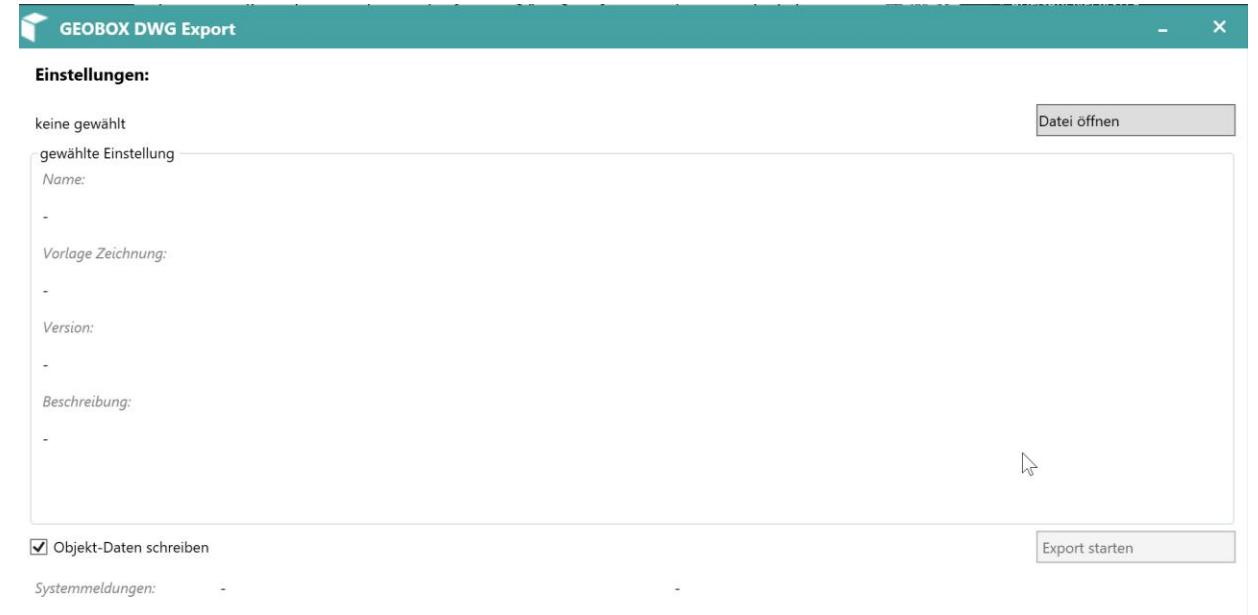 GEOBOX DWG Export
Einstellungen:
keine gewählt
Datei öffnen
gewählte Einstellung
Name:
-
Vorlage Zeichnung:
-
Version:
-
Beschreibung:
-
Objekt-Daten schreiben
Export starten
Systemmeldungen: - -